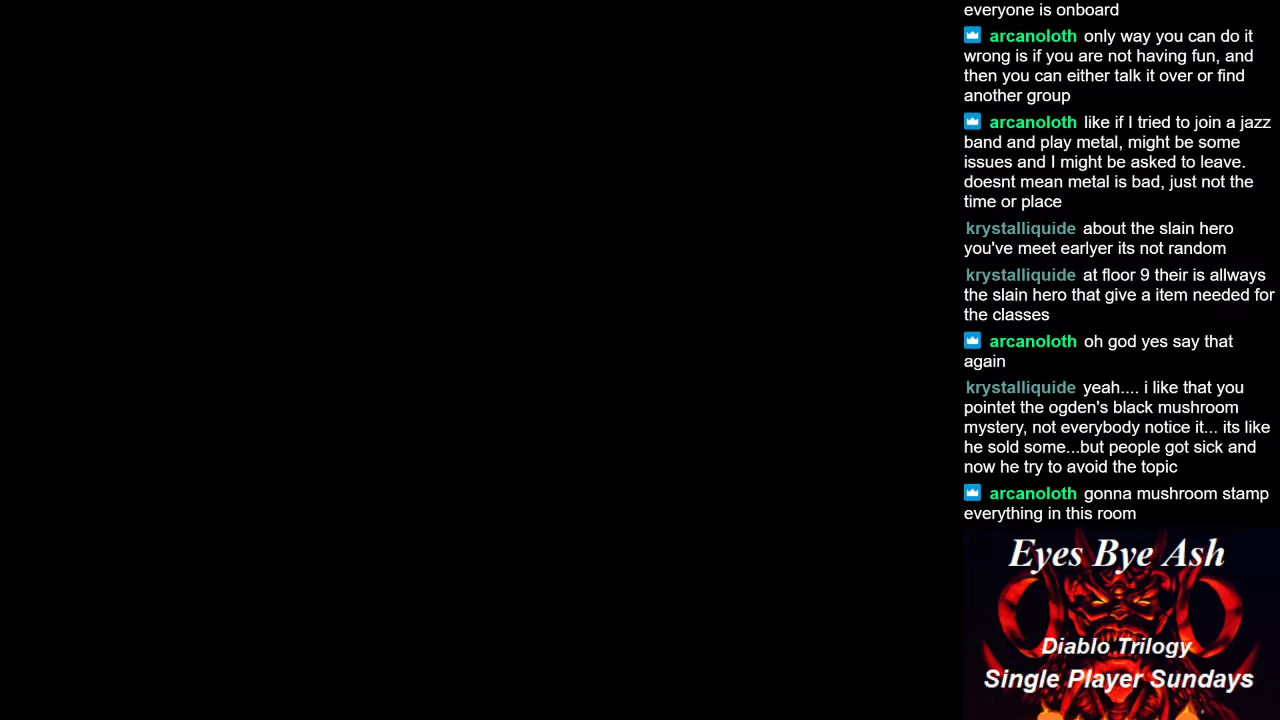 everyone is onboard
arcanoloth only way you can do it
wrong is if you are not having fun, and
then you can either talk it over or find
another group
arcanoloth like if I tried to join a jazz
band and play metal, might be some
issues and I might be asked to leave.
doesnt mean metal is bad, just not the
time or place
krystalliquide about the slain hero
you've meet earlyer its not random
krystalliquide at floor 9 their is allways
the slain hero that give a item needed for
the classes
arcanoloth oh god yes say that
again
krystalliquide yeah.... i like that you
pointet the ogden's black mushroom
mystery, not everybody notice it... its like
he sold some...but people got sick and
now he try to avoid the topic
arcanoloth gonna mushroom stamp
everything in this room
Eyes Bye Ash
Diablo Trilogy
Single Player Sundays